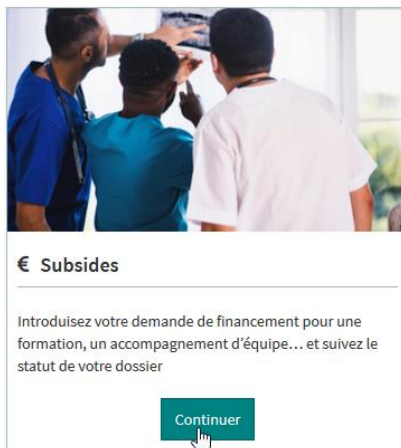 € Subsides
Introduisez votre demande de financement pour une
formation, un accompagnement d'équipe... et suivez le
statut de votre dossier
Continuer